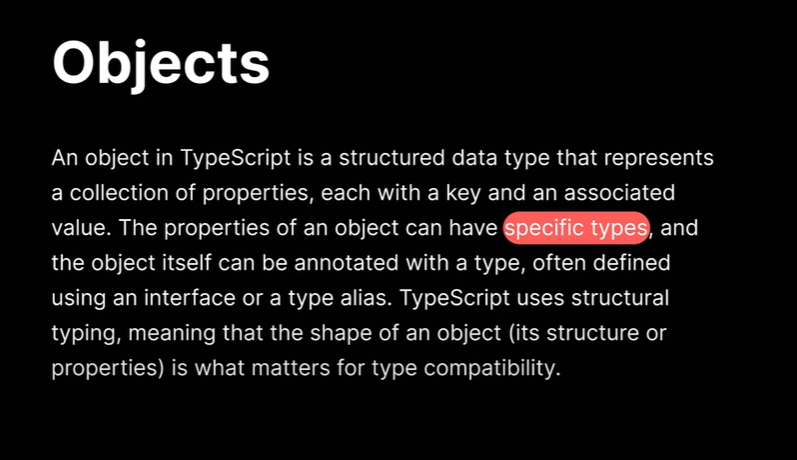 Objects
An object in TypeScript is a structured data type that represents
a collection of properties, each with a key and an associated
value. The properties of an object can have specific types, and
the object itself can be annotated with a type, often defined
using an interface or a type alias. TypeScript uses structural
typing, meaning that the shape of an object (its structure or
properties) is what matters for type compatibility.